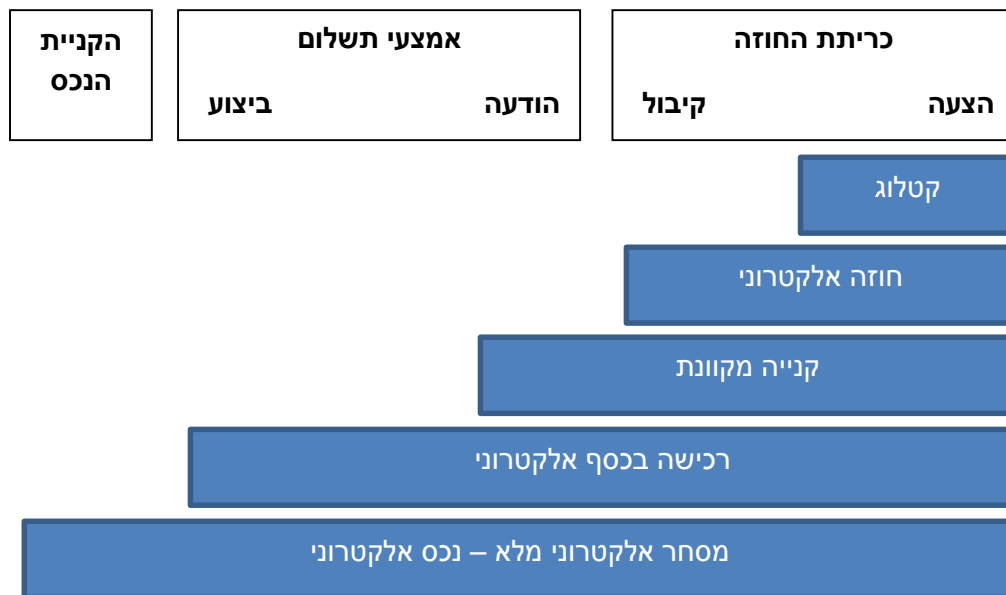 כריתת החוזה
הצעה קיבול
אמצעי תשלום
הודעה ביצוע
הקניית
הנכס
קטלוג
חוזה אלקטרוני
קנייה מקוונת
רכישה בכסף אלקטרוני
מסחר אלקטרוני מלא – נכס אלקטרוני